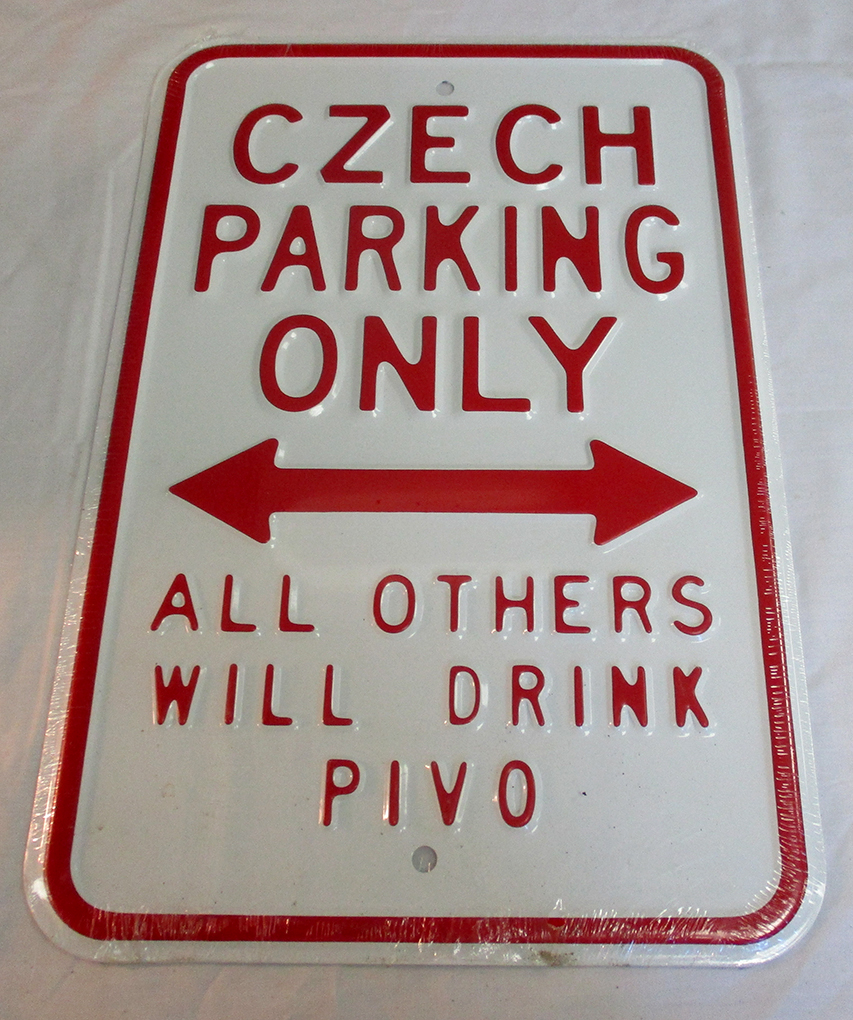 CZECH
PARKING
ONLY
ALL OTHERS
WILL DRINK
PIVO